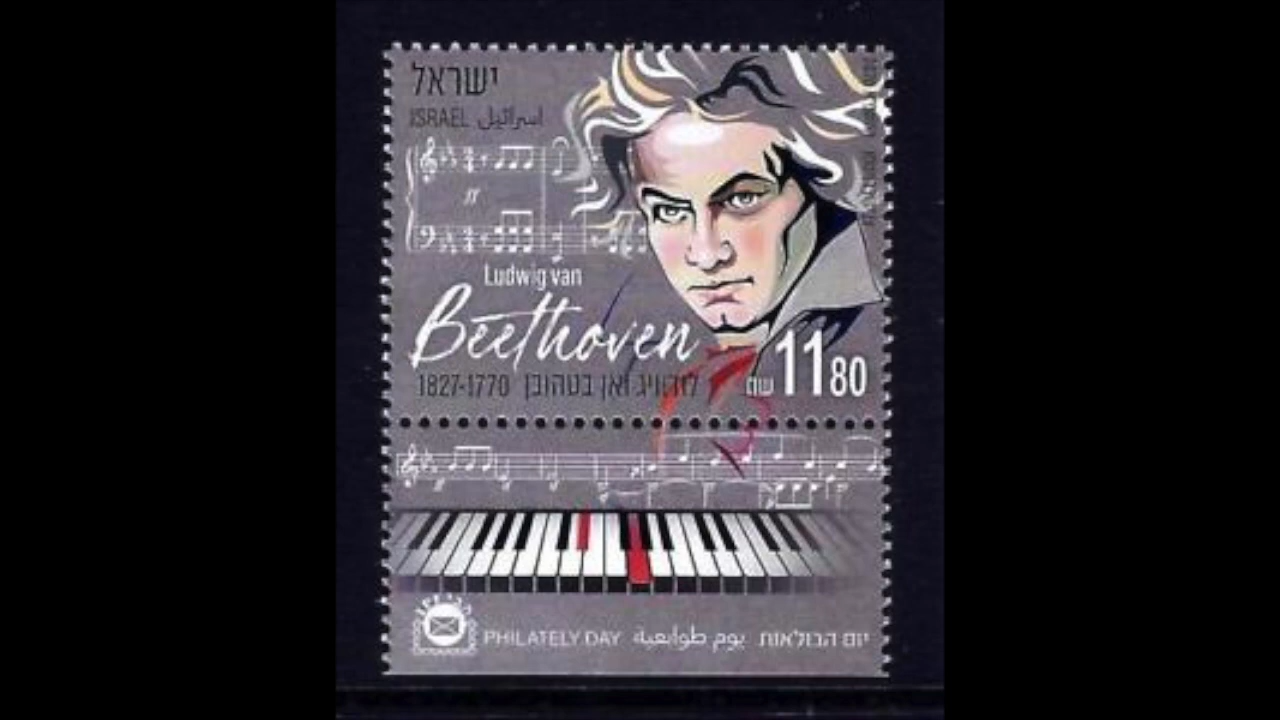 ישראל
ISRAEL اسرائيل
Ludwig van
Beethoven
לודוויג ואן בטהובן 1827-1770
שח 11 80
PHILATELY DAY يوم طوابعية יום הבולאות